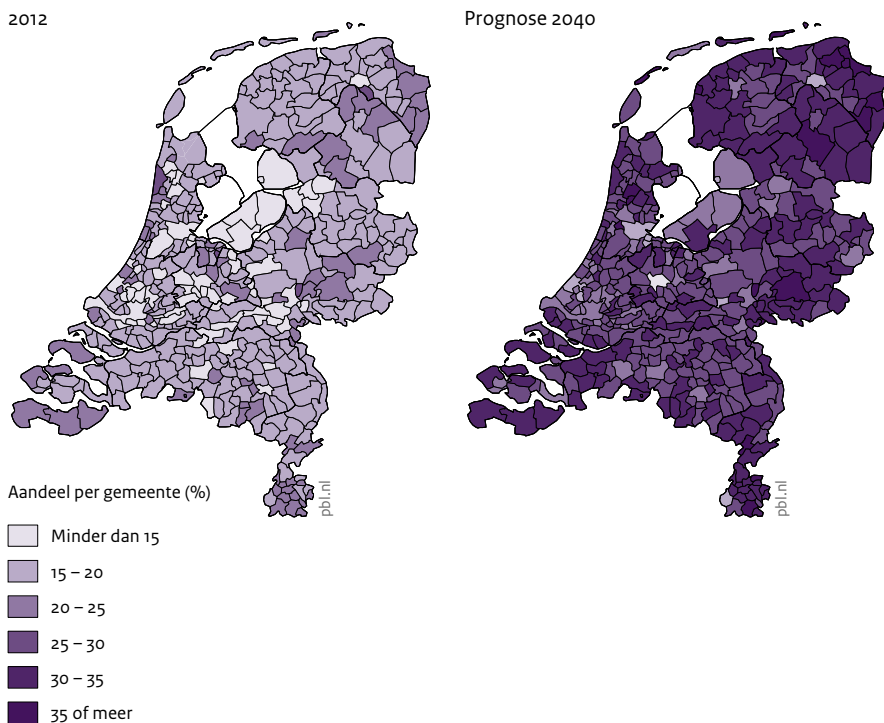 2012
Prognose 2040
pbl.nl
pbl.nl
Aandeel per gemeente (%)
Minder dan 15
15 – 20
20 – 25
25 – 30
30 – 35
35 of meer